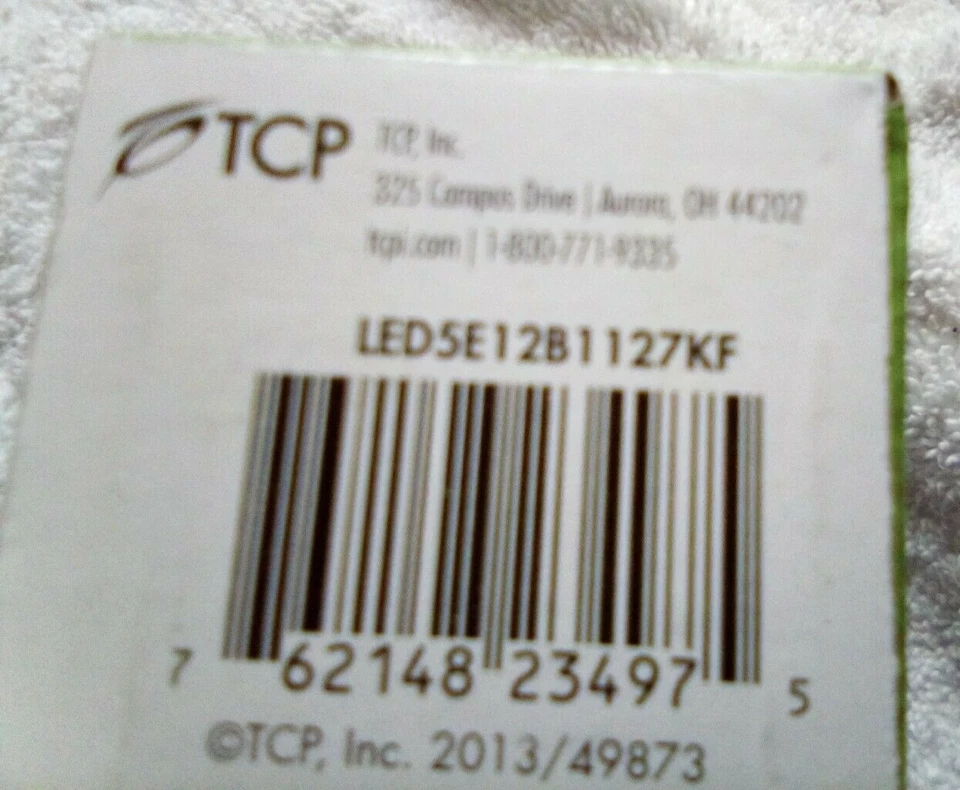 TCP
TCP, Inc.
325 Campus Drive | Aurora, OH 44202
tcpi.com | 1-800-771-9335
LED5E12B1127KF
7 62148 23497 5
©TCP, Inc. 2013/49873